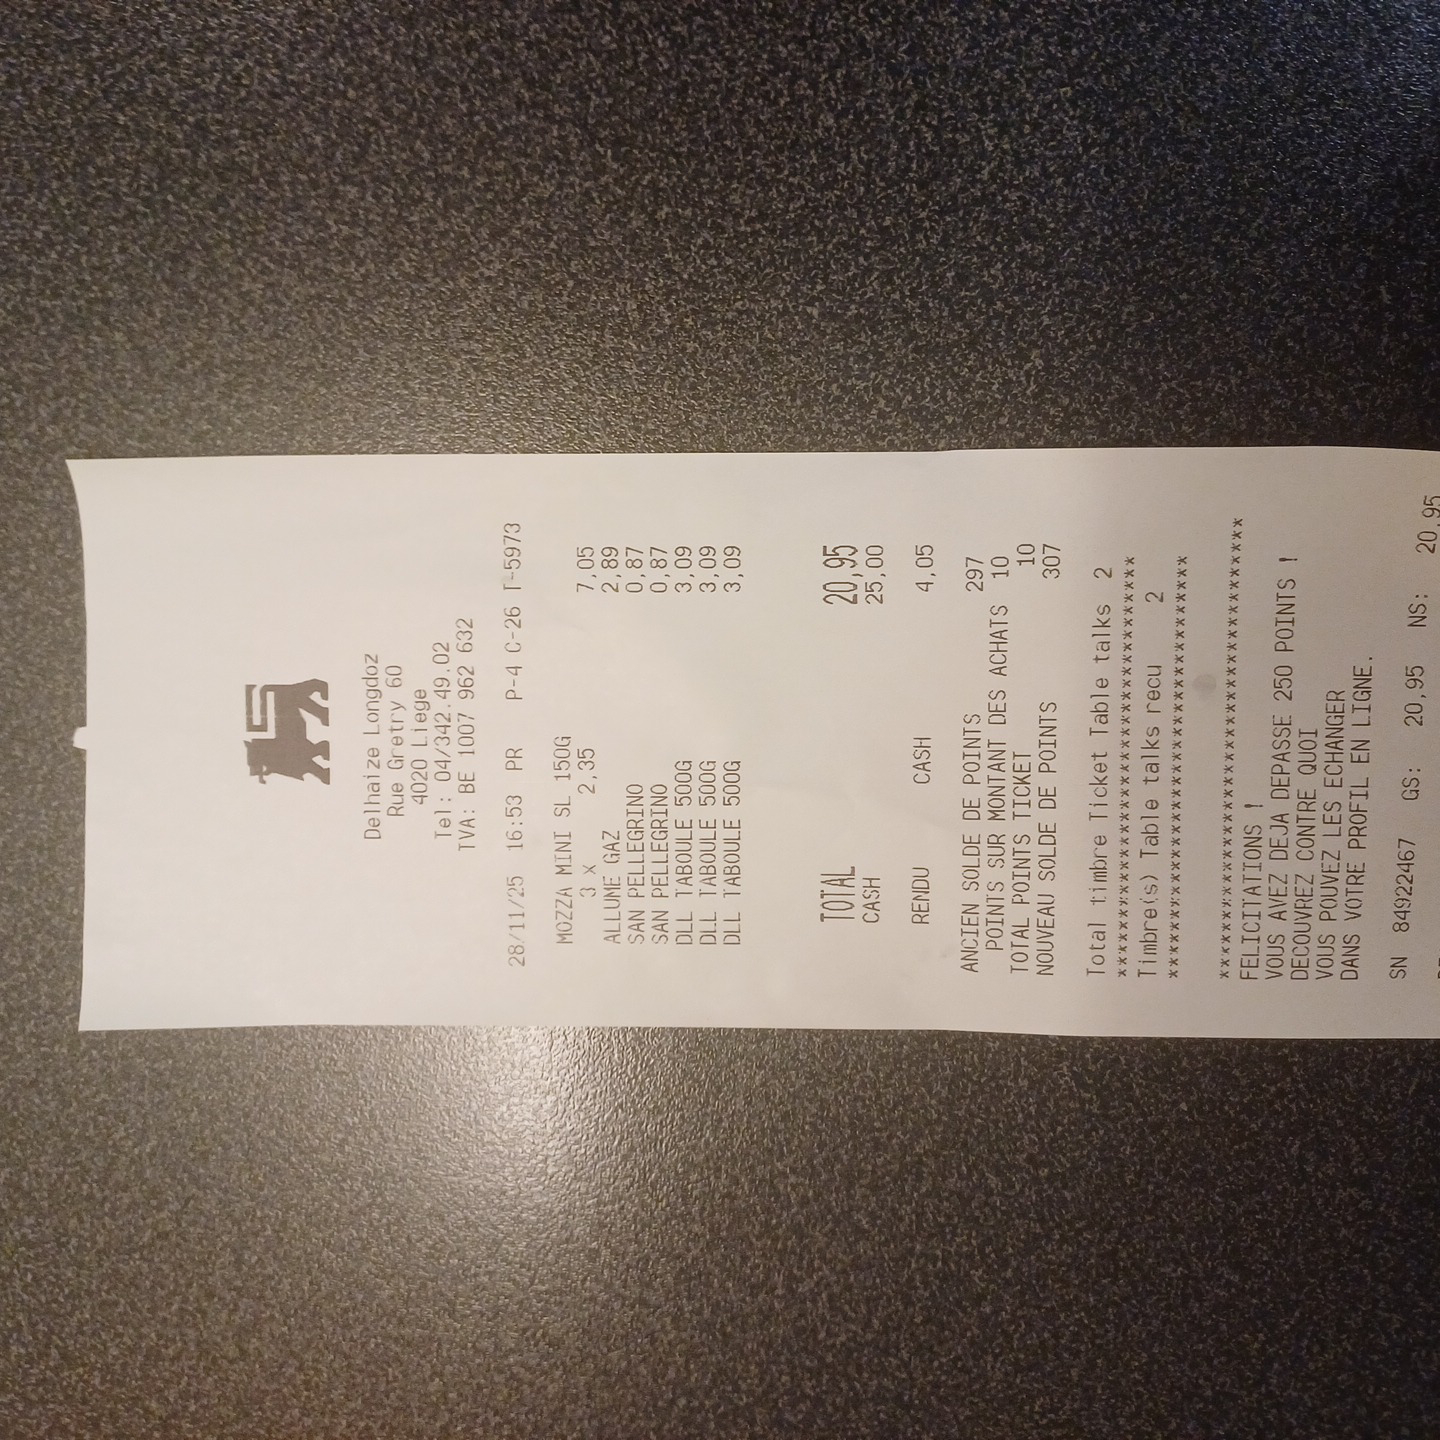 Delhaize Longdoz
Rue Gretry 60
4020 Liege
Tel: 04/342.49.02
TVA: BE 1007 962 632
28/11/25 16:53 PR P-4 C-26 T-5973
MOZZA MINI SL 150G
3 x 2,35 7,05
ALLUME GAZ 2,89
SAN PELLEGRINO 0,87
SAN PELLEGRINO 0,87
DLL TABOULE 500G 3,09
DLL TABOULE 500G 3,09
DLL TABOULE 500G 3,09
TOTAL 20,95
CASH 25,00
RENDU CASH 4,05
ANCIEN SOLDE DE POINTS 297
POINTS SUR MONTANT DES ACHATS 10
TOTAL POINTS TICKET 10
NOUVEAU SOLDE DE POINTS 307
Total timbre Ticket Table talks 2
****************************************
Timbre(s) Table talks recu 2
****************************************
****************************************
FELICITATIONS !
VOUS AVEZ DEJA DEPASSE 250 POINTS !
DECOUVREZ CONTRE QUOI
VOUS POUVEZ LES ECHANGER
DANS VOTRE PROFIL EN LIGNE.
SN 84922467 GS: 20,95 NS: 20,95